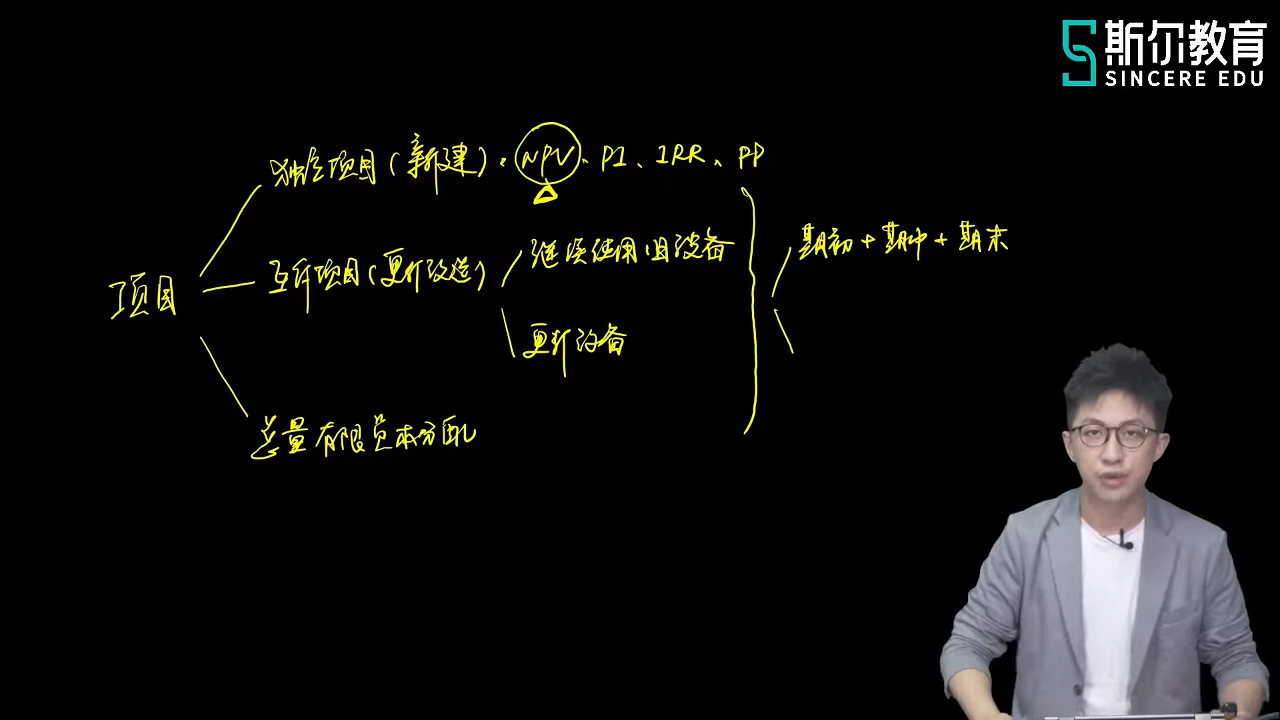 斯尔教育
SINCERE EDU
独立项目(新建)、NPV、PI、IRR、PP
期初+期中+期末
继续使用旧设备
互斥项目(更新改造)
项目
更新设备
总量有限资本分配